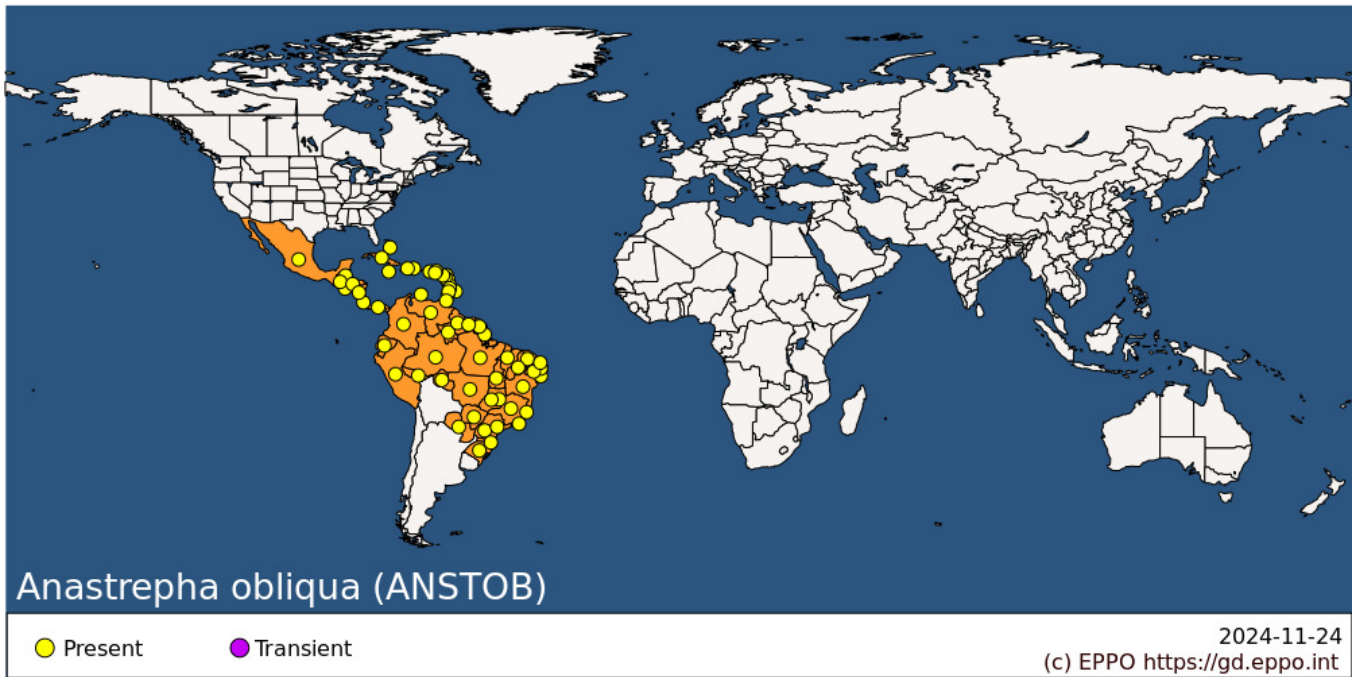 Anastrepha obliqua (ANSTOB)
Present
Transient
2024-11-24
(c) EPPO https://gd.eppo.int